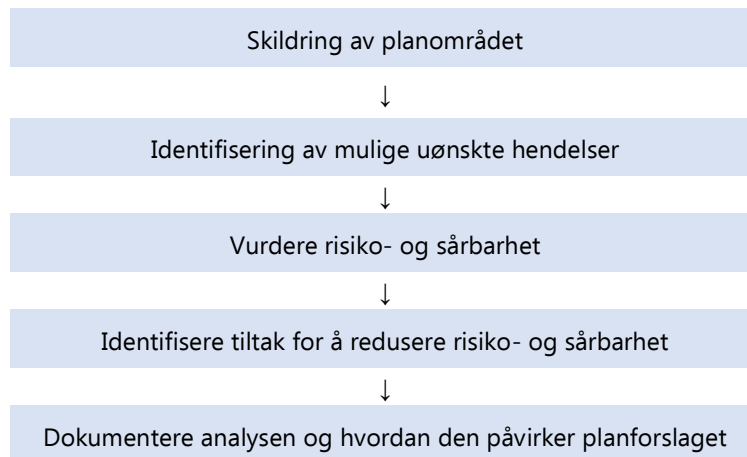 Skildring av planområdet
↓
Identifisering av mulige uønskte hendelser
↓
Vurdere risiko- og sårbarhet
↓
Identifisere tiltak for å redusere risiko- og sårbarhet
↓
Dokumentere analysen og hvordan den påvirker planforslaget